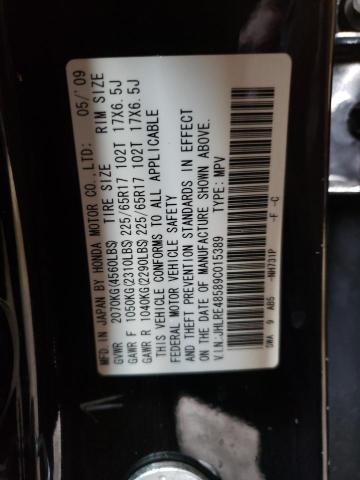 MFD. IN JAPAN BY HONDA MOTOR CO.,LTD: 05/'09
GVWR 2070KG(4560LBS) TIRE SIZE RIM SIZE
GAWR F 1050KG(2310LBS) 225/65R17 102T 17X6.5J
GAWR R 1040KG(2290LBS) 225/65R17 102T 17X6.5J
THIS VEHICLE CONFORMS TO ALL APPLICABLE
FEDERAL MOTOR VEHICLE SAFETY
AND THEFT PREVENTION STANDARDS IN EFFECT
ON THE DATE OF MANUFACTURE SHOWN ABOVE.
V.I.N.:JHLRE48589C015389 TYPE: MPV
SWA 9 AB5 -NH731P -F -C